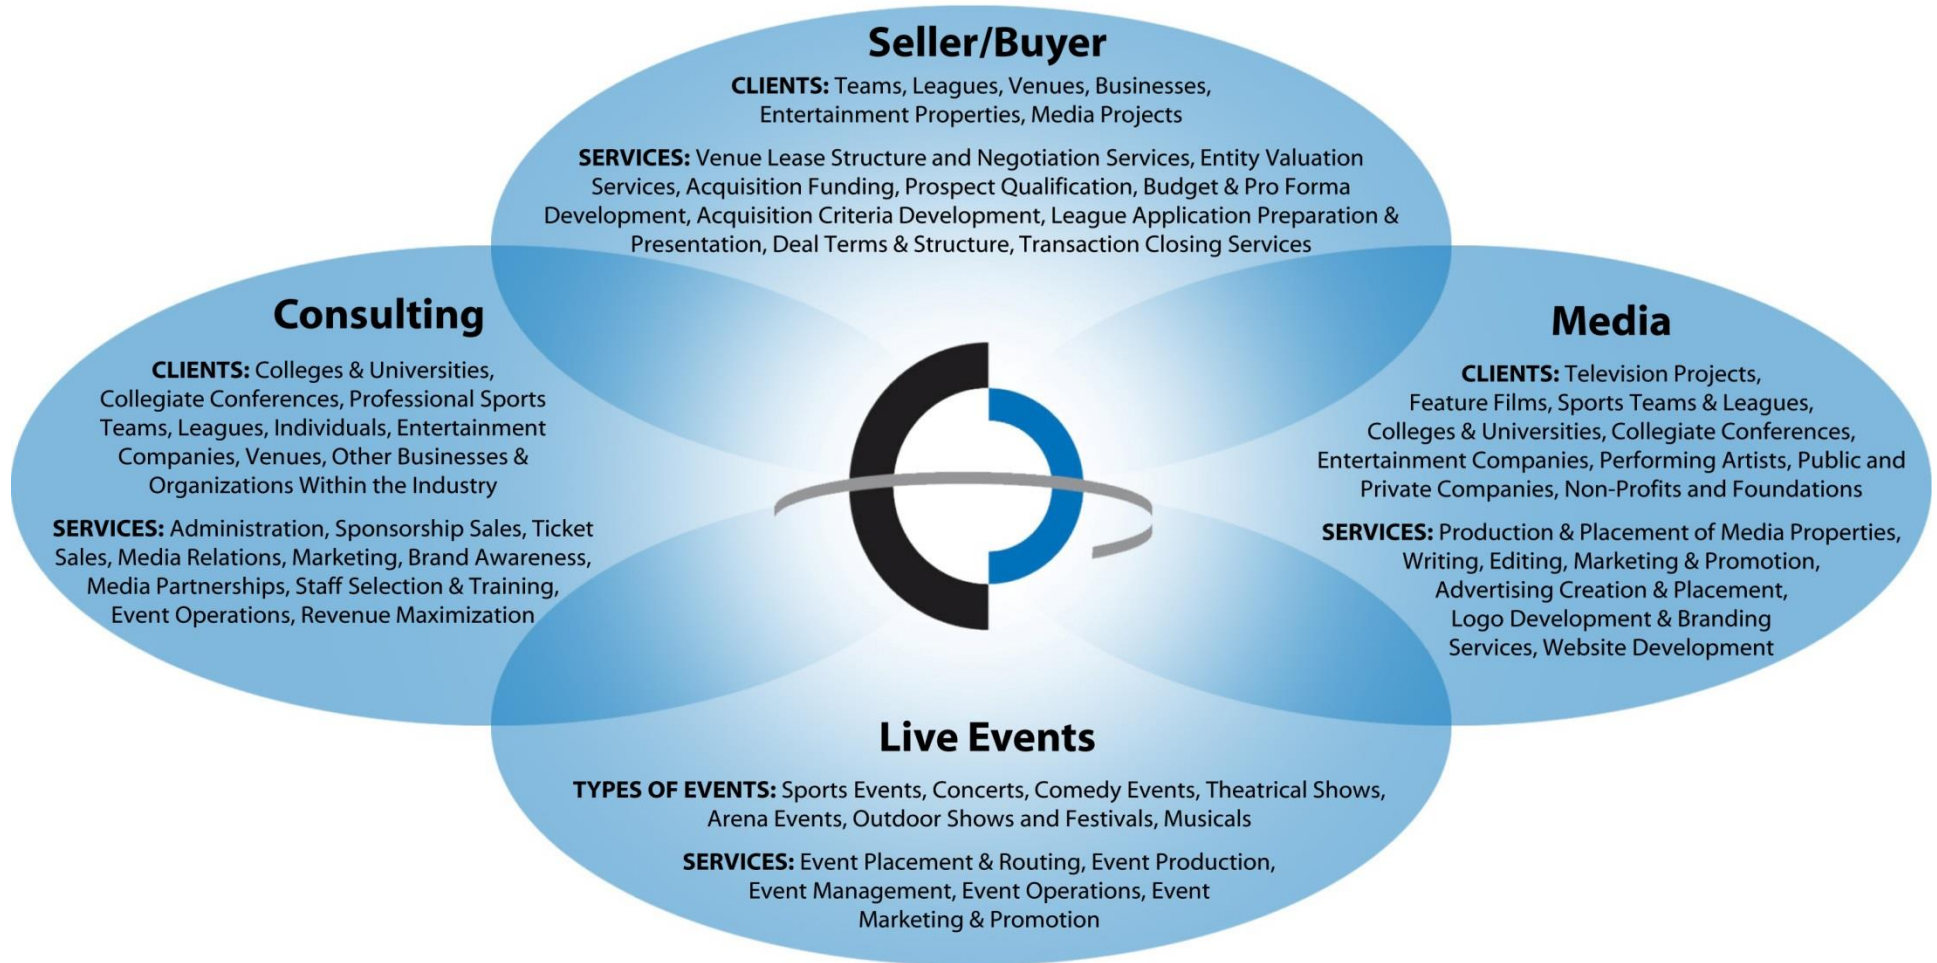 Seller/Buyer
CLIENTS: Teams, Leagues, Venues, Businesses,
Entertainment Properties, Media Projects
SERVICES: Venue Lease Structure and Negotiation Services, Entity Valuation
Services, Acquisition Funding, Prospect Qualification, Budget & Pro Forma
Development, Acquisition Criteria Development, League Application Preparation &
Presentation, Deal Terms & Structure, Transaction Closing Services
Consulting
CLIENTS: Colleges & Universities,
Collegiate Conferences, Professional Sports
Teams, Leagues, Individuals, Entertainment
Companies, Venues, Other Businesses &
Organizations Within the Industry
SERVICES: Administration, Sponsorship Sales, Ticket
Sales, Media Relations, Marketing, Brand Awareness,
Media Partnerships, Staff Selection & Training,
Event Operations, Revenue Maximization
Media
CLIENTS: Television Projects,
Feature Films, Sports Teams & Leagues,
Colleges & Universities, Collegiate Conferences,
Entertainment Companies, Performing Artists, Public and
Private Companies, Non-Profits and Foundations
SERVICES: Production & Placement of Media Properties,
Writing, Editing, Marketing & Promotion,
Advertising Creation & Placement,
Logo Development & Branding
Services, Website Development
Live Events
TYPES OF EVENTS: Sports Events, Concerts, Comedy Events, Theatrical Shows,
Arena Events, Outdoor Shows and Festivals, Musicals
SERVICES: Event Placement & Routing, Event Production,
Event Management, Event Operations, Event
Marketing & Promotion